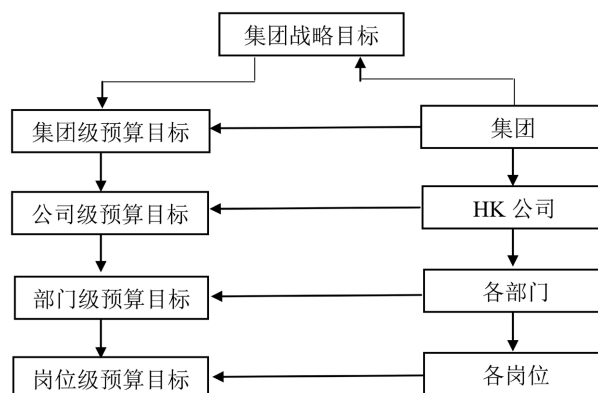 集团战略目标
集团级预算目标
集团
公司级预算目标
HK 公司
部门级预算目标
各部门
岗位级预算目标
各岗位